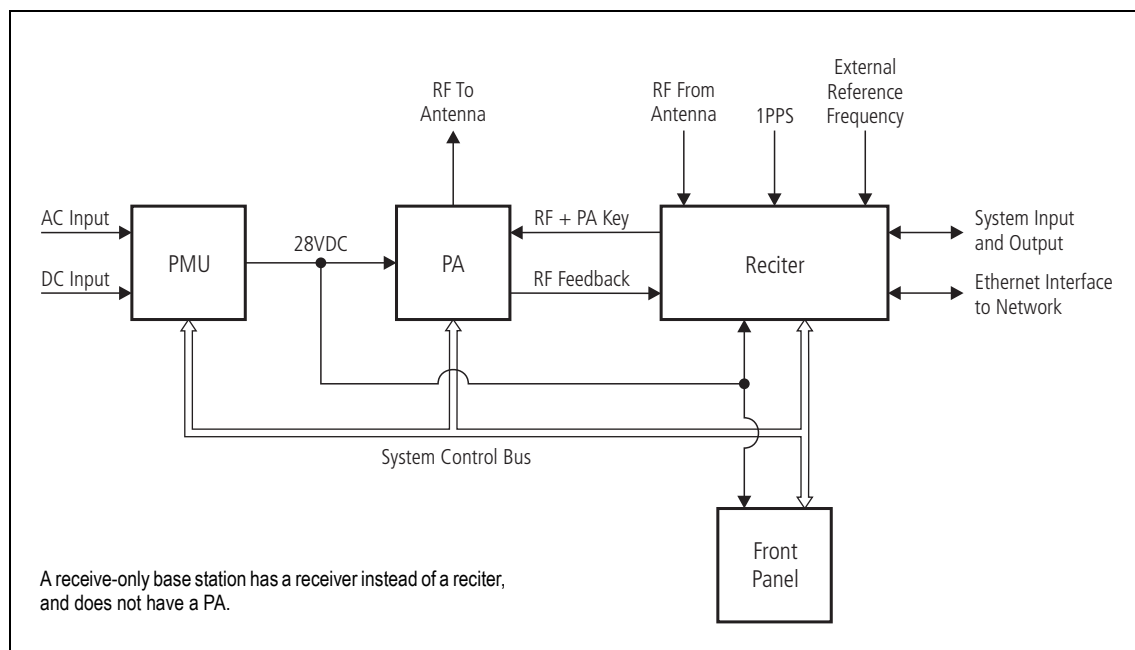 External
Reference
Frequency
RF To
Antenna
RF From
Antenna
1PPS
AC Input
DC Input
PMU
28VDC
PA
RF + PA Key
RF Feedback
Reciter
System Input
and Output
Ethernet Interface
to Network
System Control Bus
Front
Panel
A receive-only base station has a receiver instead of a reciter,
and does not have a PA.